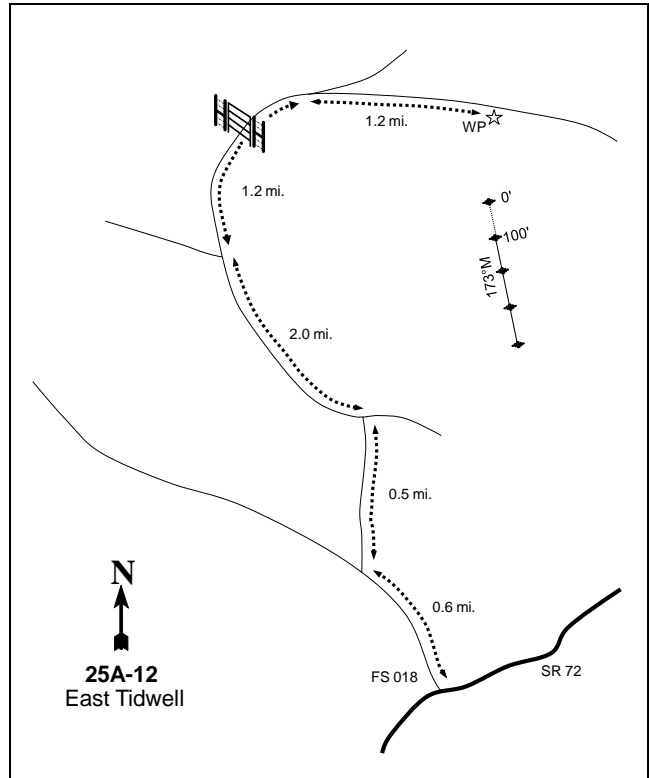 1.2 mi.
WP
1.2 mi.
0'
100'
173°M
2.0 mi.
0.5 mi.
0.6 mi.
N
25A-12
East Tidwell
FS 018
SR 72